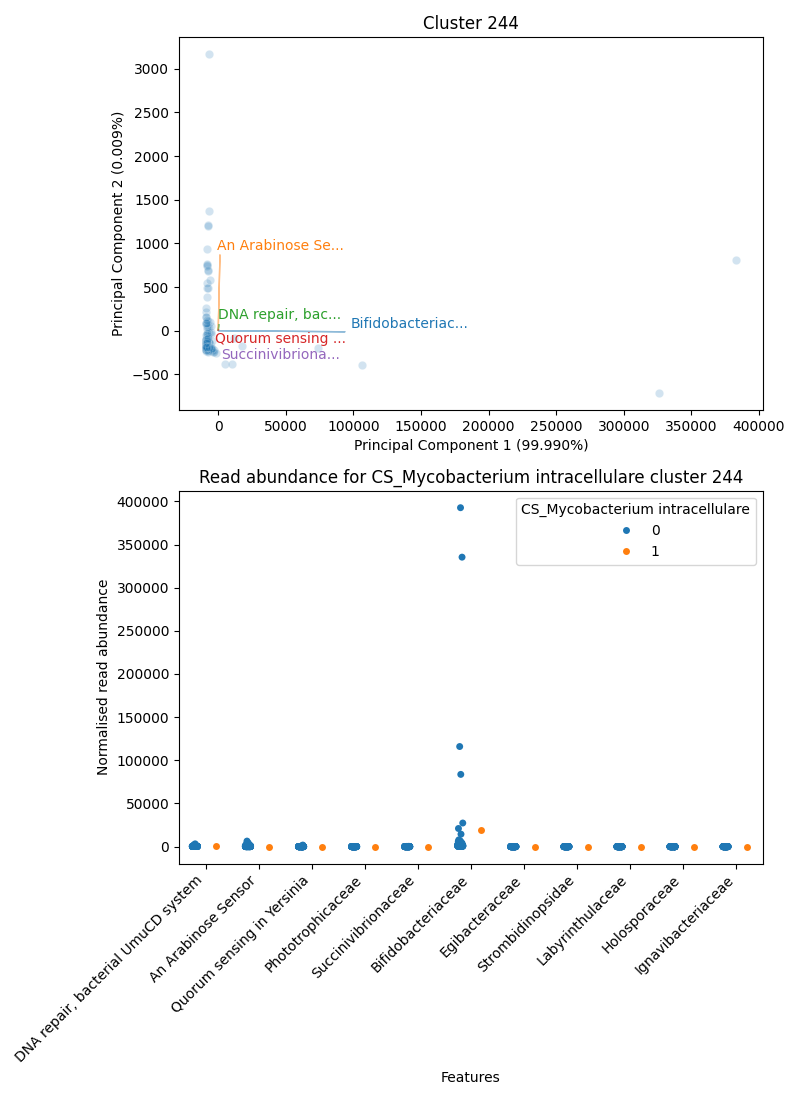 Cluster 244
3000
2500
2000
1500
1000
500
0
−500
Principal Component 2 (0.009%)
An Arabinose Se...
DNA repair, bac...
Bifidobacteriac...
Quorum sensing ...
Succinivibriona...
0 50000 100000 150000 200000 250000 300000 350000 400000
Principal Component 1 (99.990%)
Read abundance for CS_Mycobacterium intracellulare cluster 244
400000
350000
300000
250000
200000
150000
100000
50000
0
Normalised read abundance
CS_Mycobacterium intracellulare
0
1
DNA repair, bacterial UmuCD system
An Arabinose Sensor
Quorum sensing in Yersinia
Phototrophicaceae
Succinivibrionaceae
Bifidobacteriaceae
Egibacteraceae
Strombidinopsidae
Labyrinthulaceae
Holosporaceae
Ignavibacteriaceae
Features